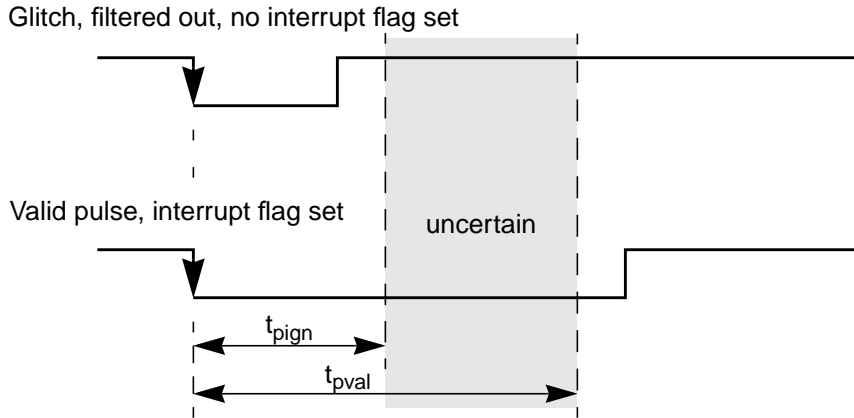 Glitch, filtered out, no interrupt flag set
Valid pulse, interrupt flag set
uncertain
tpign
tpval